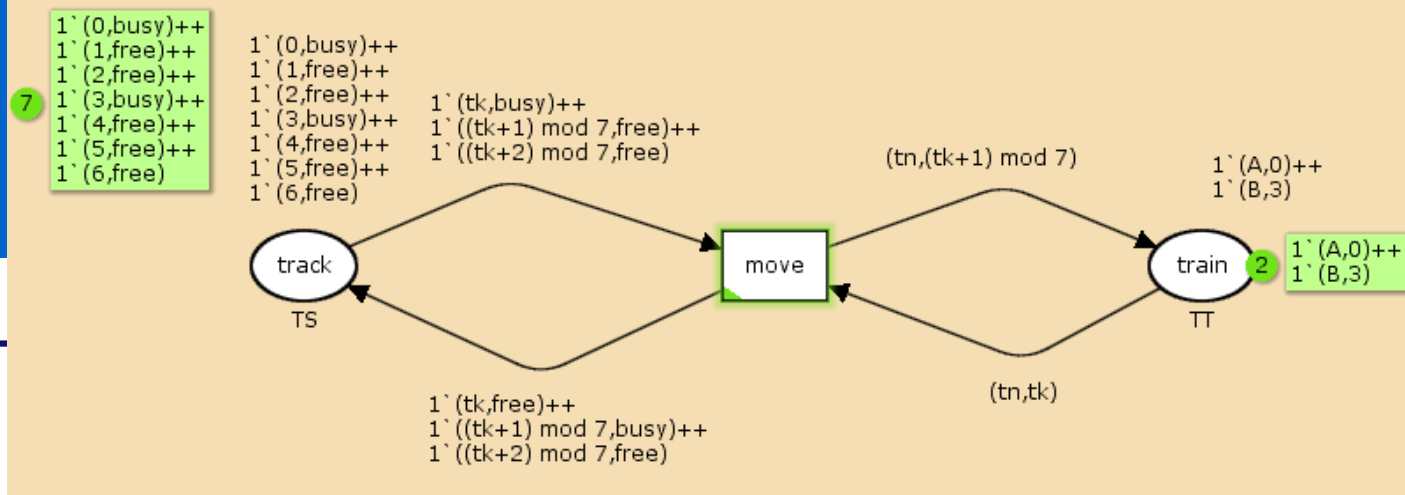 7
1`(0,busy)++
1`(1,free)++
1`(2,free)++
1`(3,busy)++
1`(4,free)++
1`(5,free)++
1`(6,free)
1`(0,busy)++
1`(1,free)++
1`(2,free)++
1`(3,busy)++
1`(4,free)++
1`(5,free)++
1`(6,free)
1`(tk,busy)++
1`((tk+1) mod 7,free)++
1`((tk+2) mod 7,free)
(tn,(tk+1) mod 7)
1`(A,0)++
1`(B,3)
track
TS
move
train
TT
2
1`(A,0)++
1`(B,3)
1`(tk,free)++
1`((tk+1) mod 7,busy)++
1`((tk+2) mod 7,free)
(tn,tk)